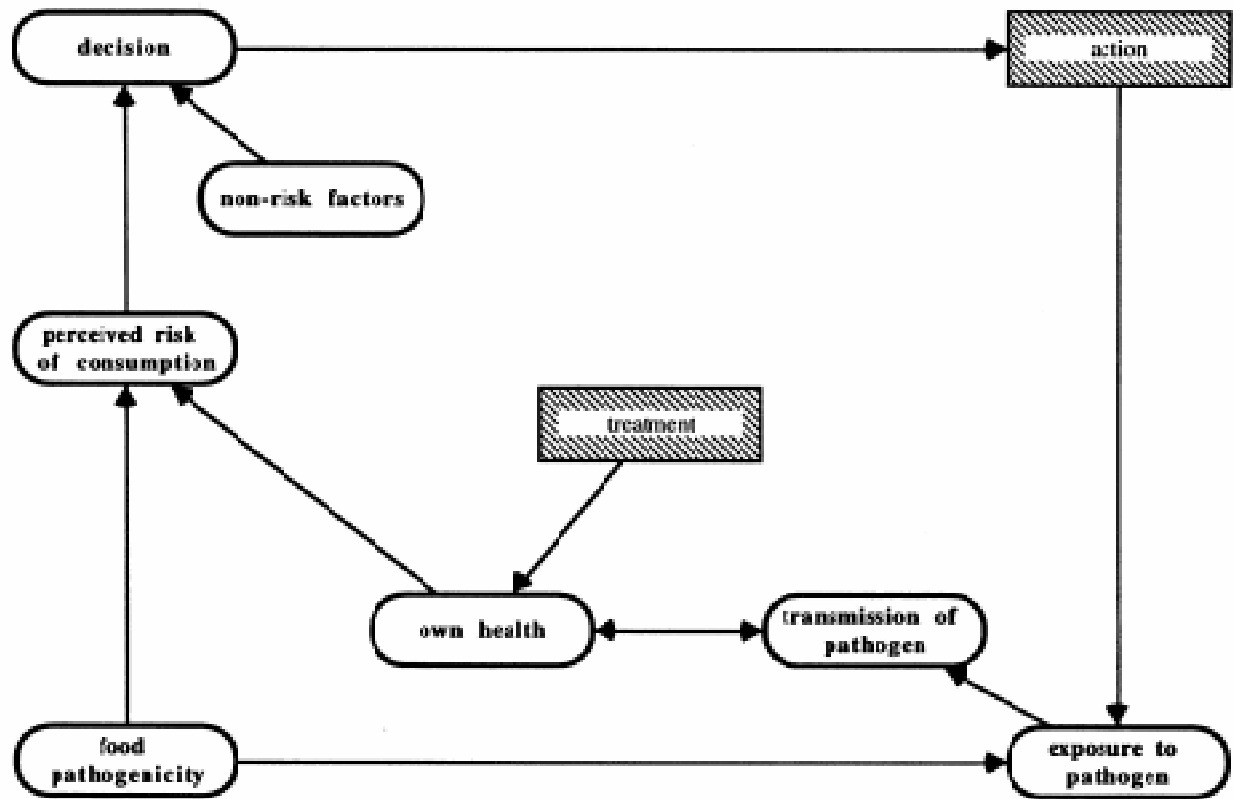 decision
action
non-risk factors
perceived risk
of consumption
treatment
own health
transmission of
pathogen
food
pathogenicity
exposure to
pathogen